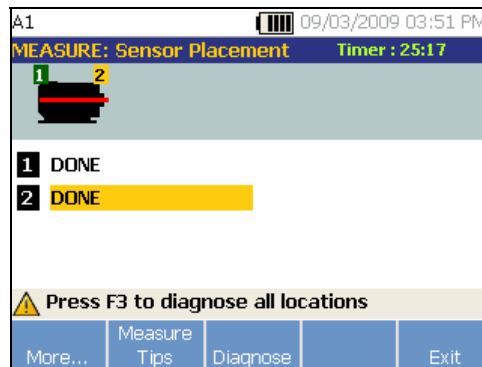 A1 09/03/2009 03:51 PM
MEASURE: Sensor Placement Timer : 25:17
1 2
1 DONE
2 DONE
Press F3 to diagnose all locations
More... Measure Tips Diagnose Exit